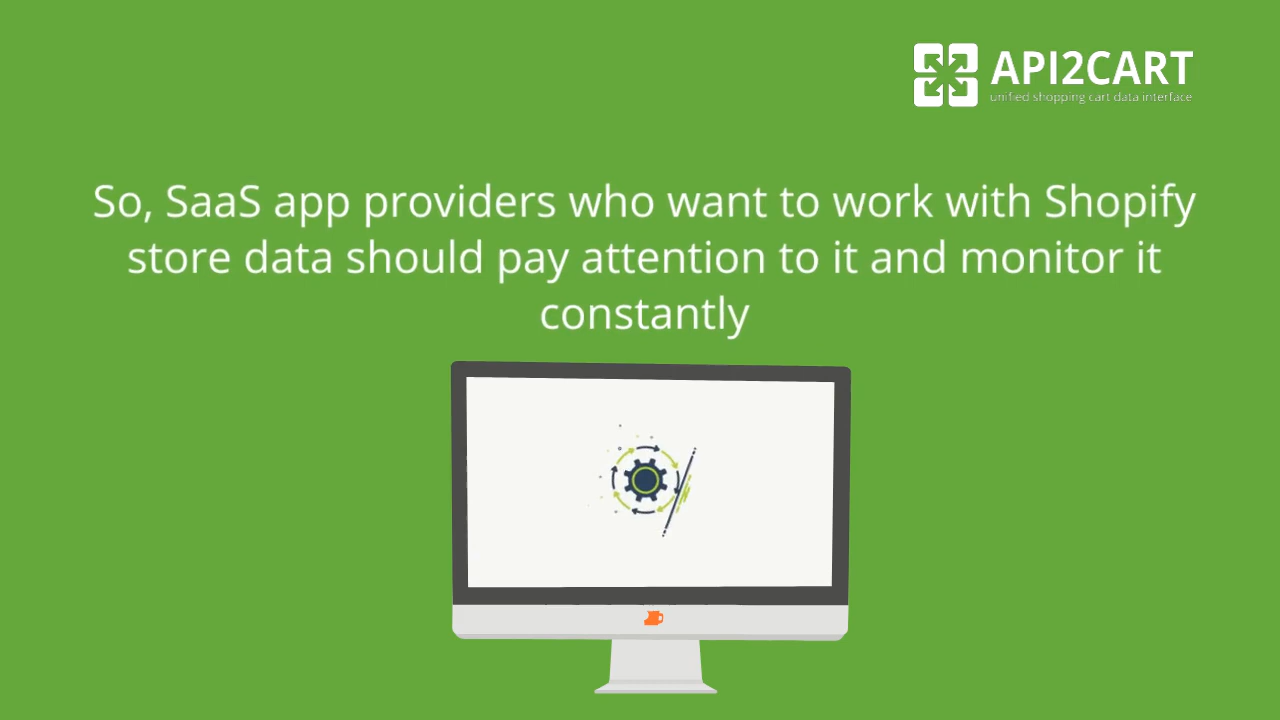 API2CART
unified shopping cart data interface
So, SaaS app providers who want to work with Shopify
store data should pay attention to it and monitor it
constantly